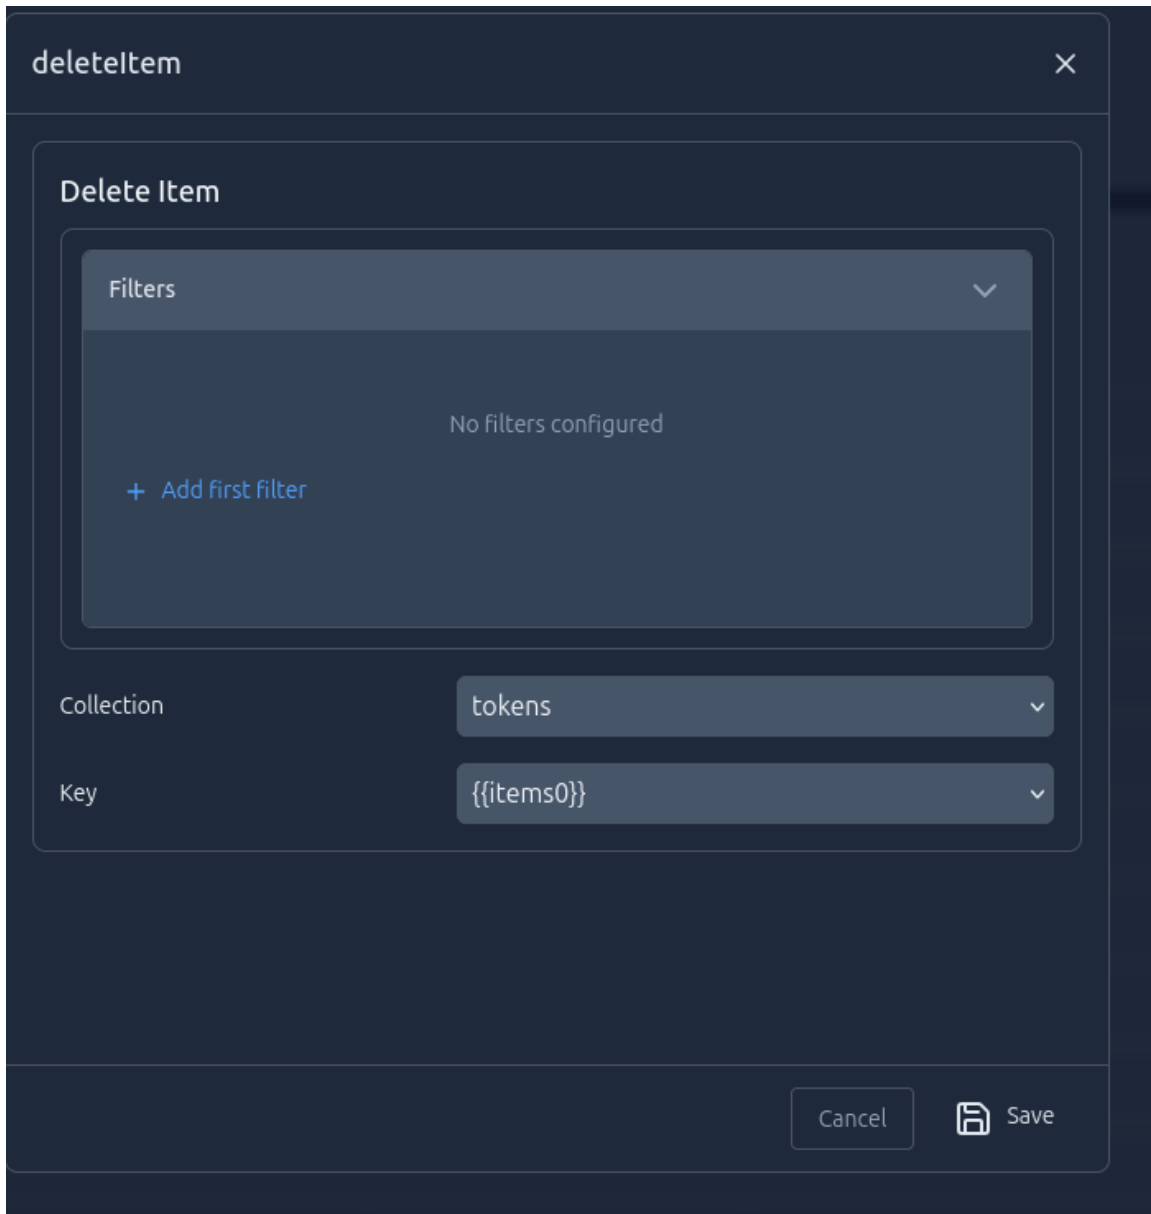 deleteItem
Delete Item
Filters
No filters configured
+ Add first filter
Collection
tokens
Key
{{items0}}
Cancel
Save